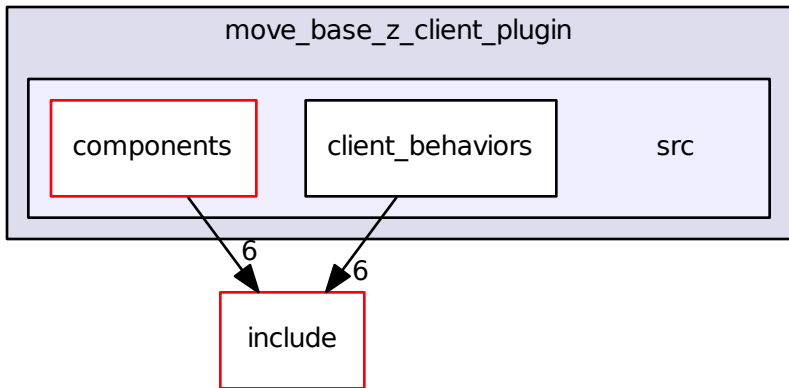 move_base_z_client_plugin
components
client_behaviors
src
6
6
include